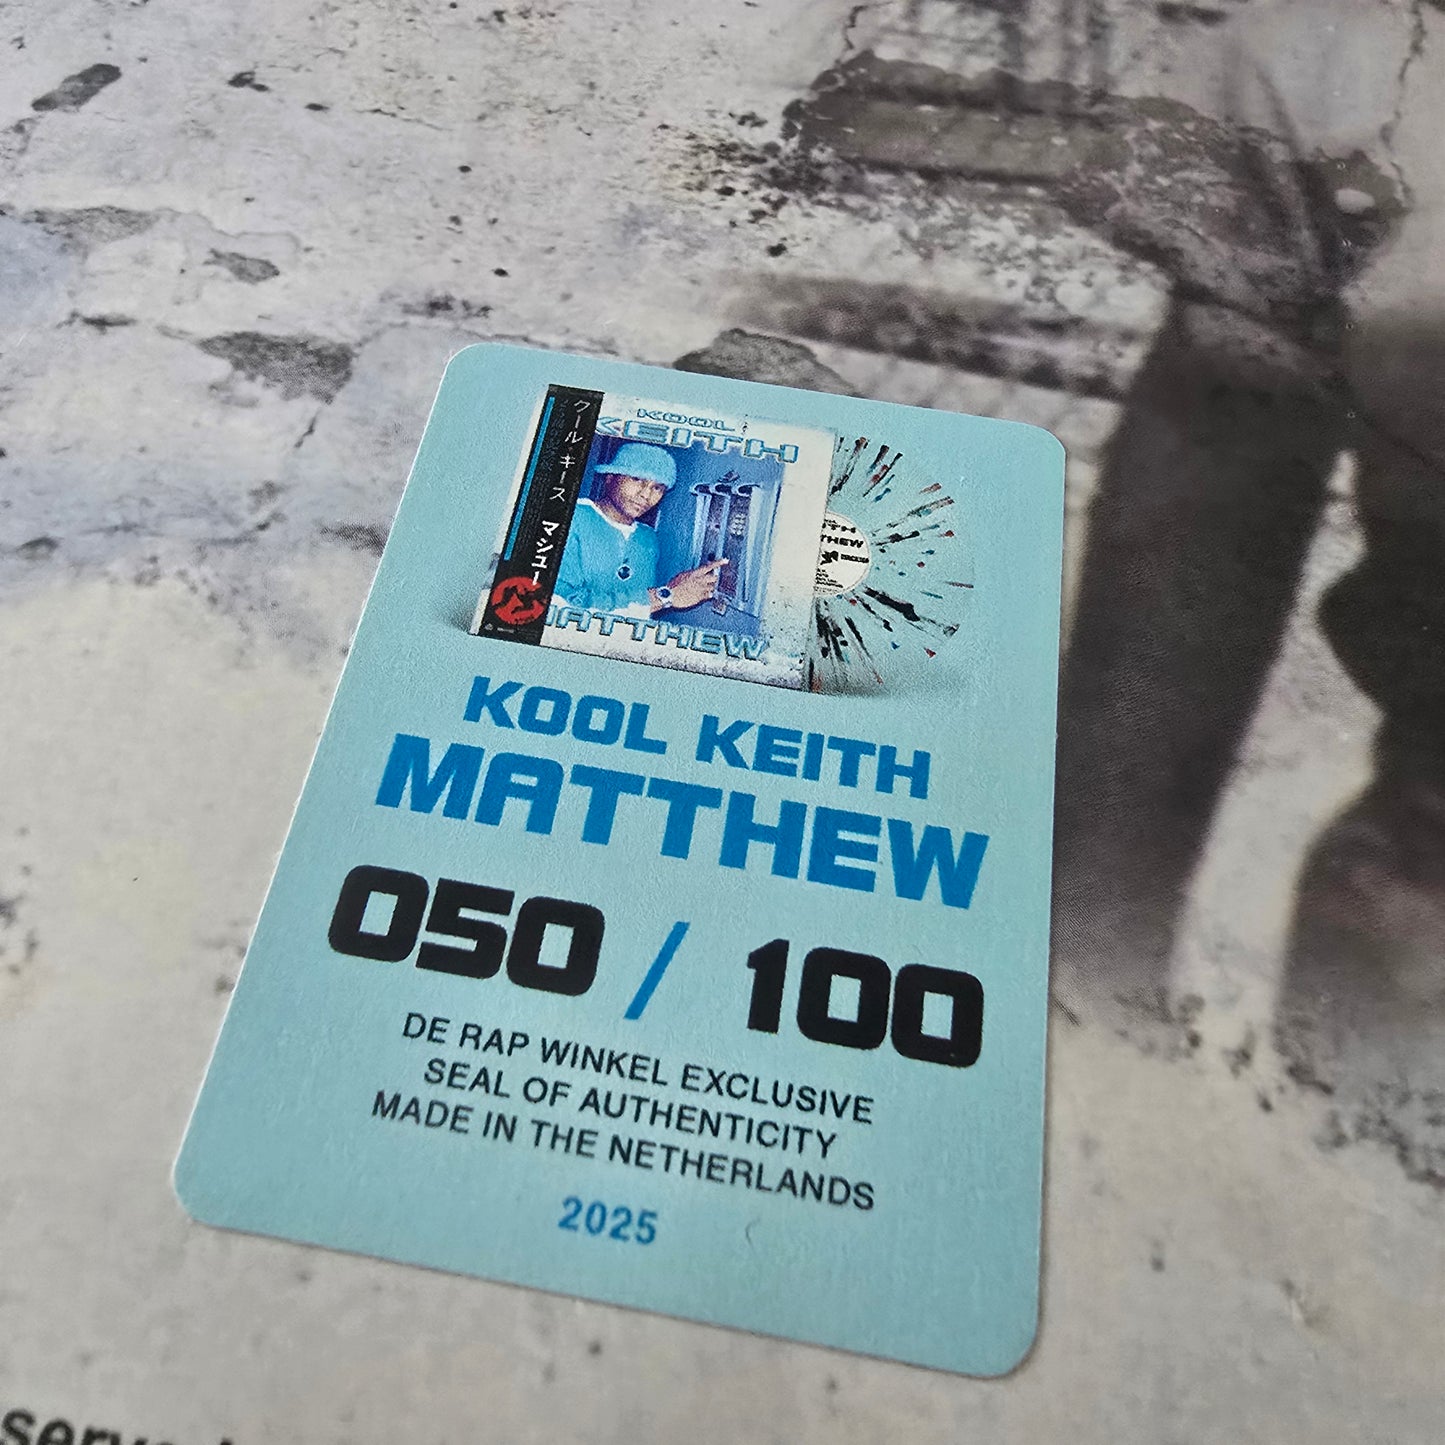 KOOL
KEITH
クール・キース マシュー
MATTHEW
KOOL KEITH
MATTHEW
050 / 100
DE RAP WINKEL EXCLUSIVE
SEAL OF AUTHENTICITY
MADE IN THE NETHERLANDS
2025